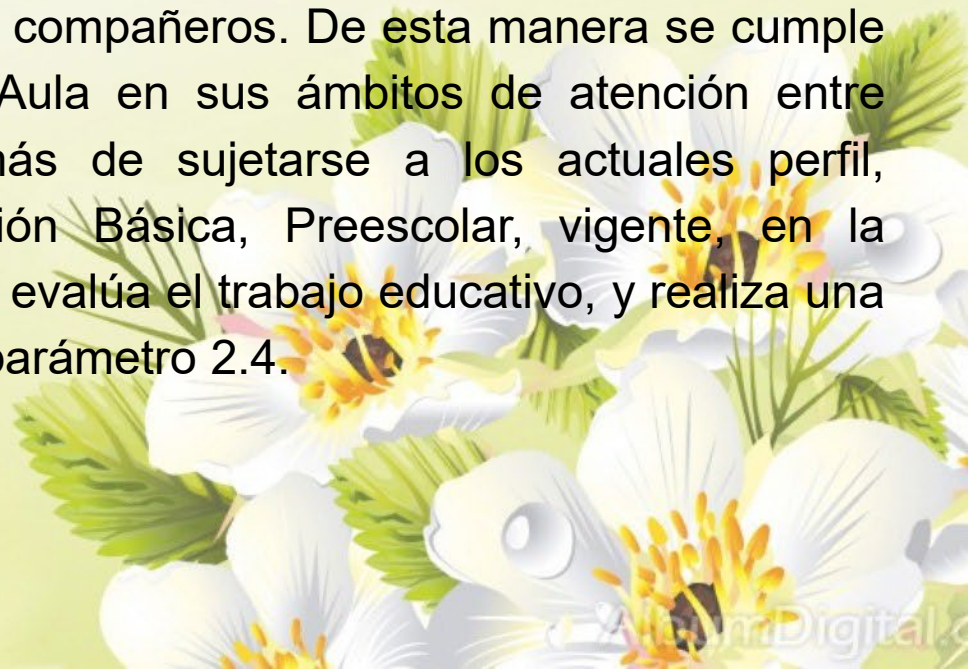 compañeros. De esta manera se cumple
Aula en sus ámbitos de atención entre
más de sujetarse a los actuales perfil,
ión Básica, Preescolar, vigente, en la
evalúa el trabajo educativo, y realiza una
parámetro 2.4.
AlbumDigital.c